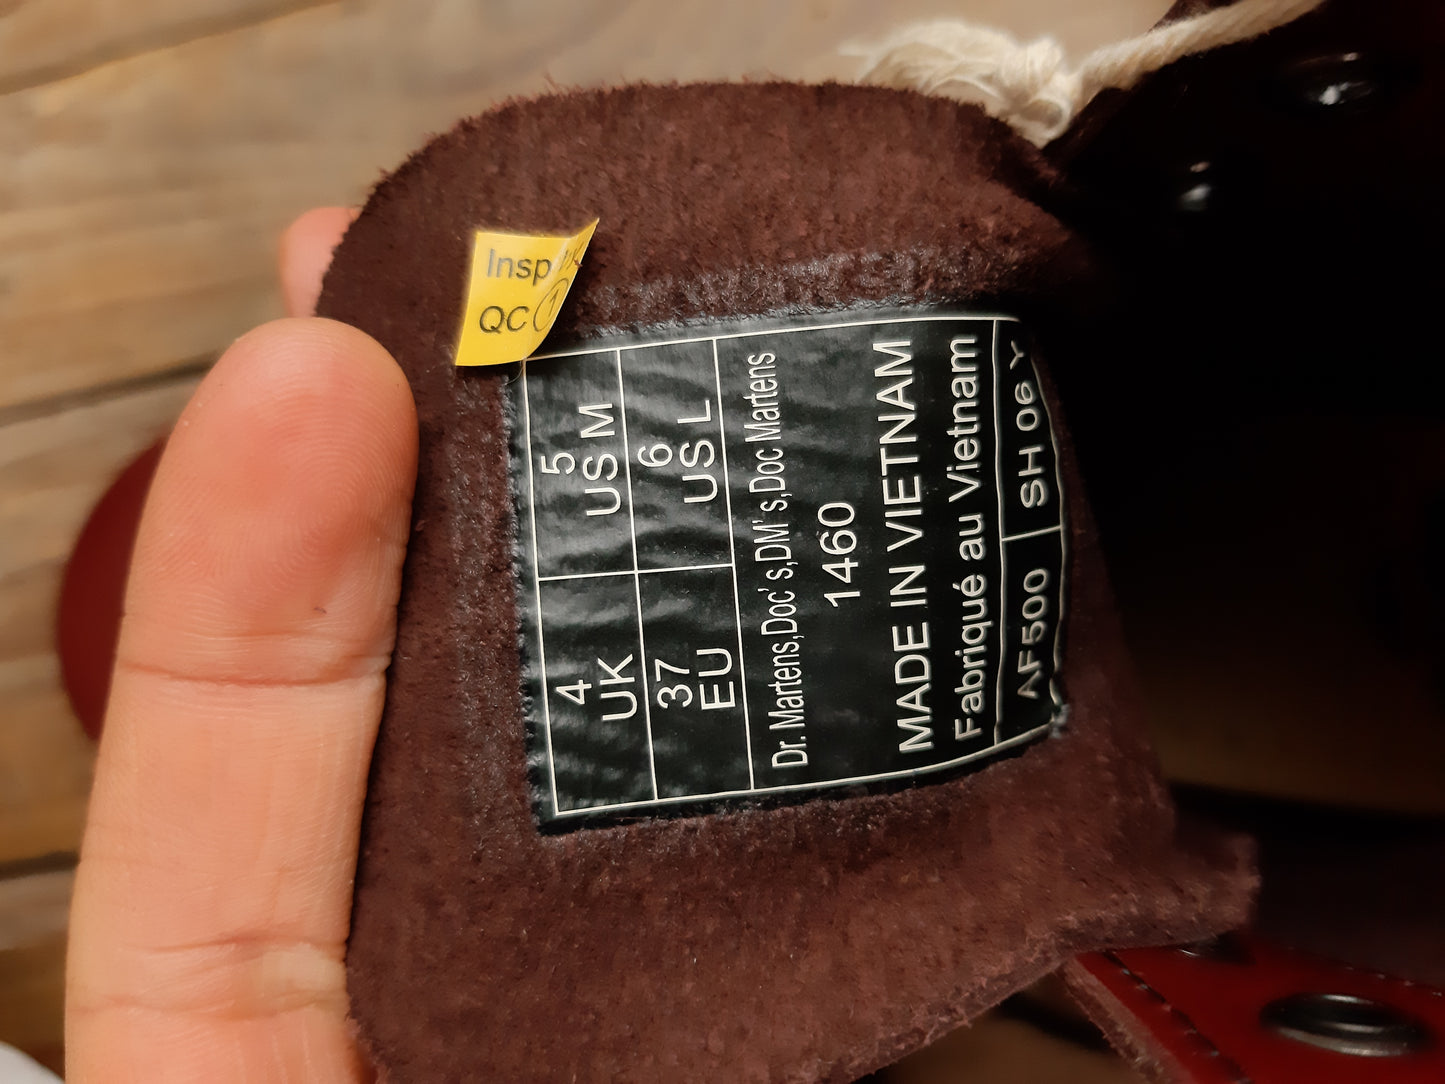 QC 1
4
UK
5
US M
37
EU
6
US L
Dr. Martens,Doc' s,DM' s,Doc Martens
1460
MADE IN VIETNAM
Fabriqué au Vietnam
AF500 SH 06 Y